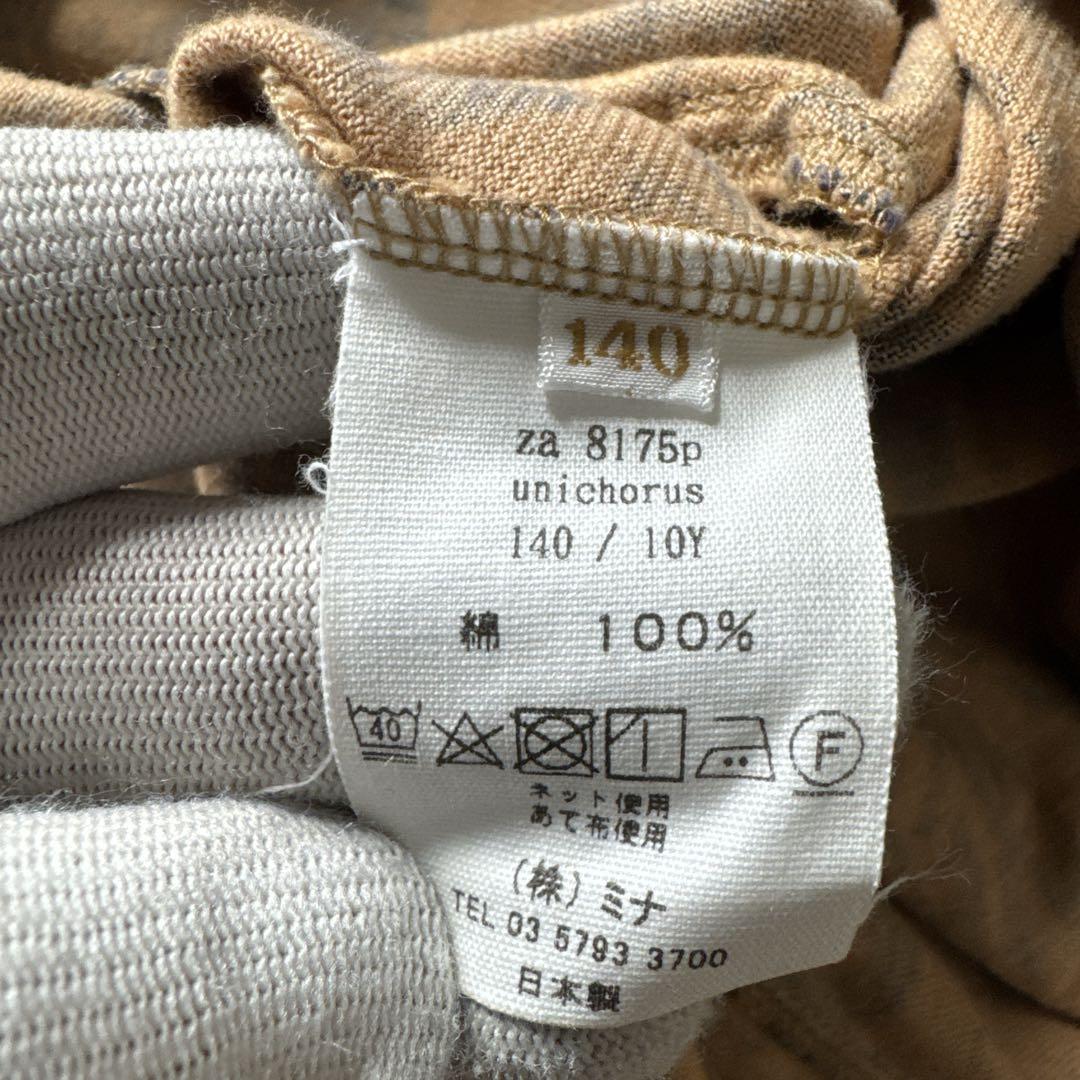 140
za 8175p
unichorus
140 / 10Y
綿 100%
40 F
ネット使用
あて布使用
(株)ミナ
TEL 03 5793 3700
日本製